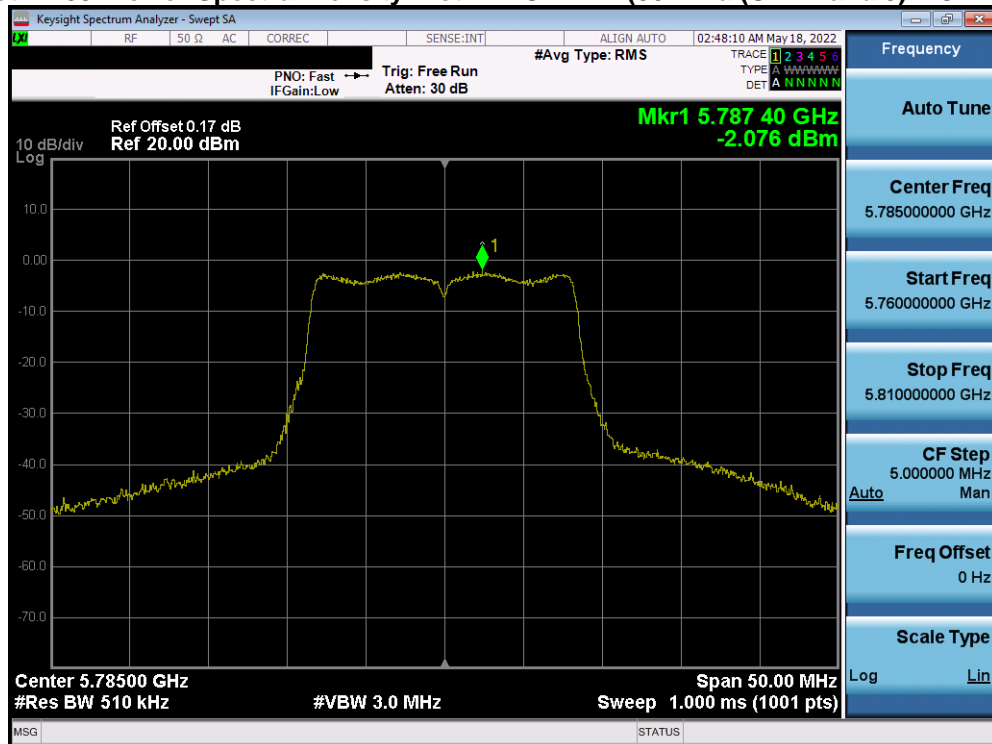 Keysight Spectrum Analyzer - Swept SA
LXI RF 50 Ω AC CORREC SENSE:INT ALIGN AUTO 02:48:10 AM May 18, 2022
PNO: Fast
IFGain:Low
Trig: Free Run
Atten: 30 dB
#Avg Type: RMS
TRACE 1 2 3 4 5 6
TYPE A WWWWW
DET A N N N N N
Frequency
Mkr1 5.787 40 GHz
-2.076 dBm
Ref Offset 0.17 dB
10 dB/div Ref 20.00 dBm
Log
10.0
0.00
-10.0
-20.0
-30.0
-40.0
-50.0
-60.0
-70.0
1
Center 5.78500 GHz
Span 50.00 MHz
#Res BW 510 kHz
#VBW 3.0 MHz
Sweep 1.000 ms (1001 pts)
MSG STATUS
Auto Tune
Center Freq
5.785000000 GHz
Start Freq
5.760000000 GHz
Stop Freq
5.810000000 GHz
CF Step
5.000000 MHz
Auto Man
Freq Offset
0 Hz
Scale Type
Log Lin